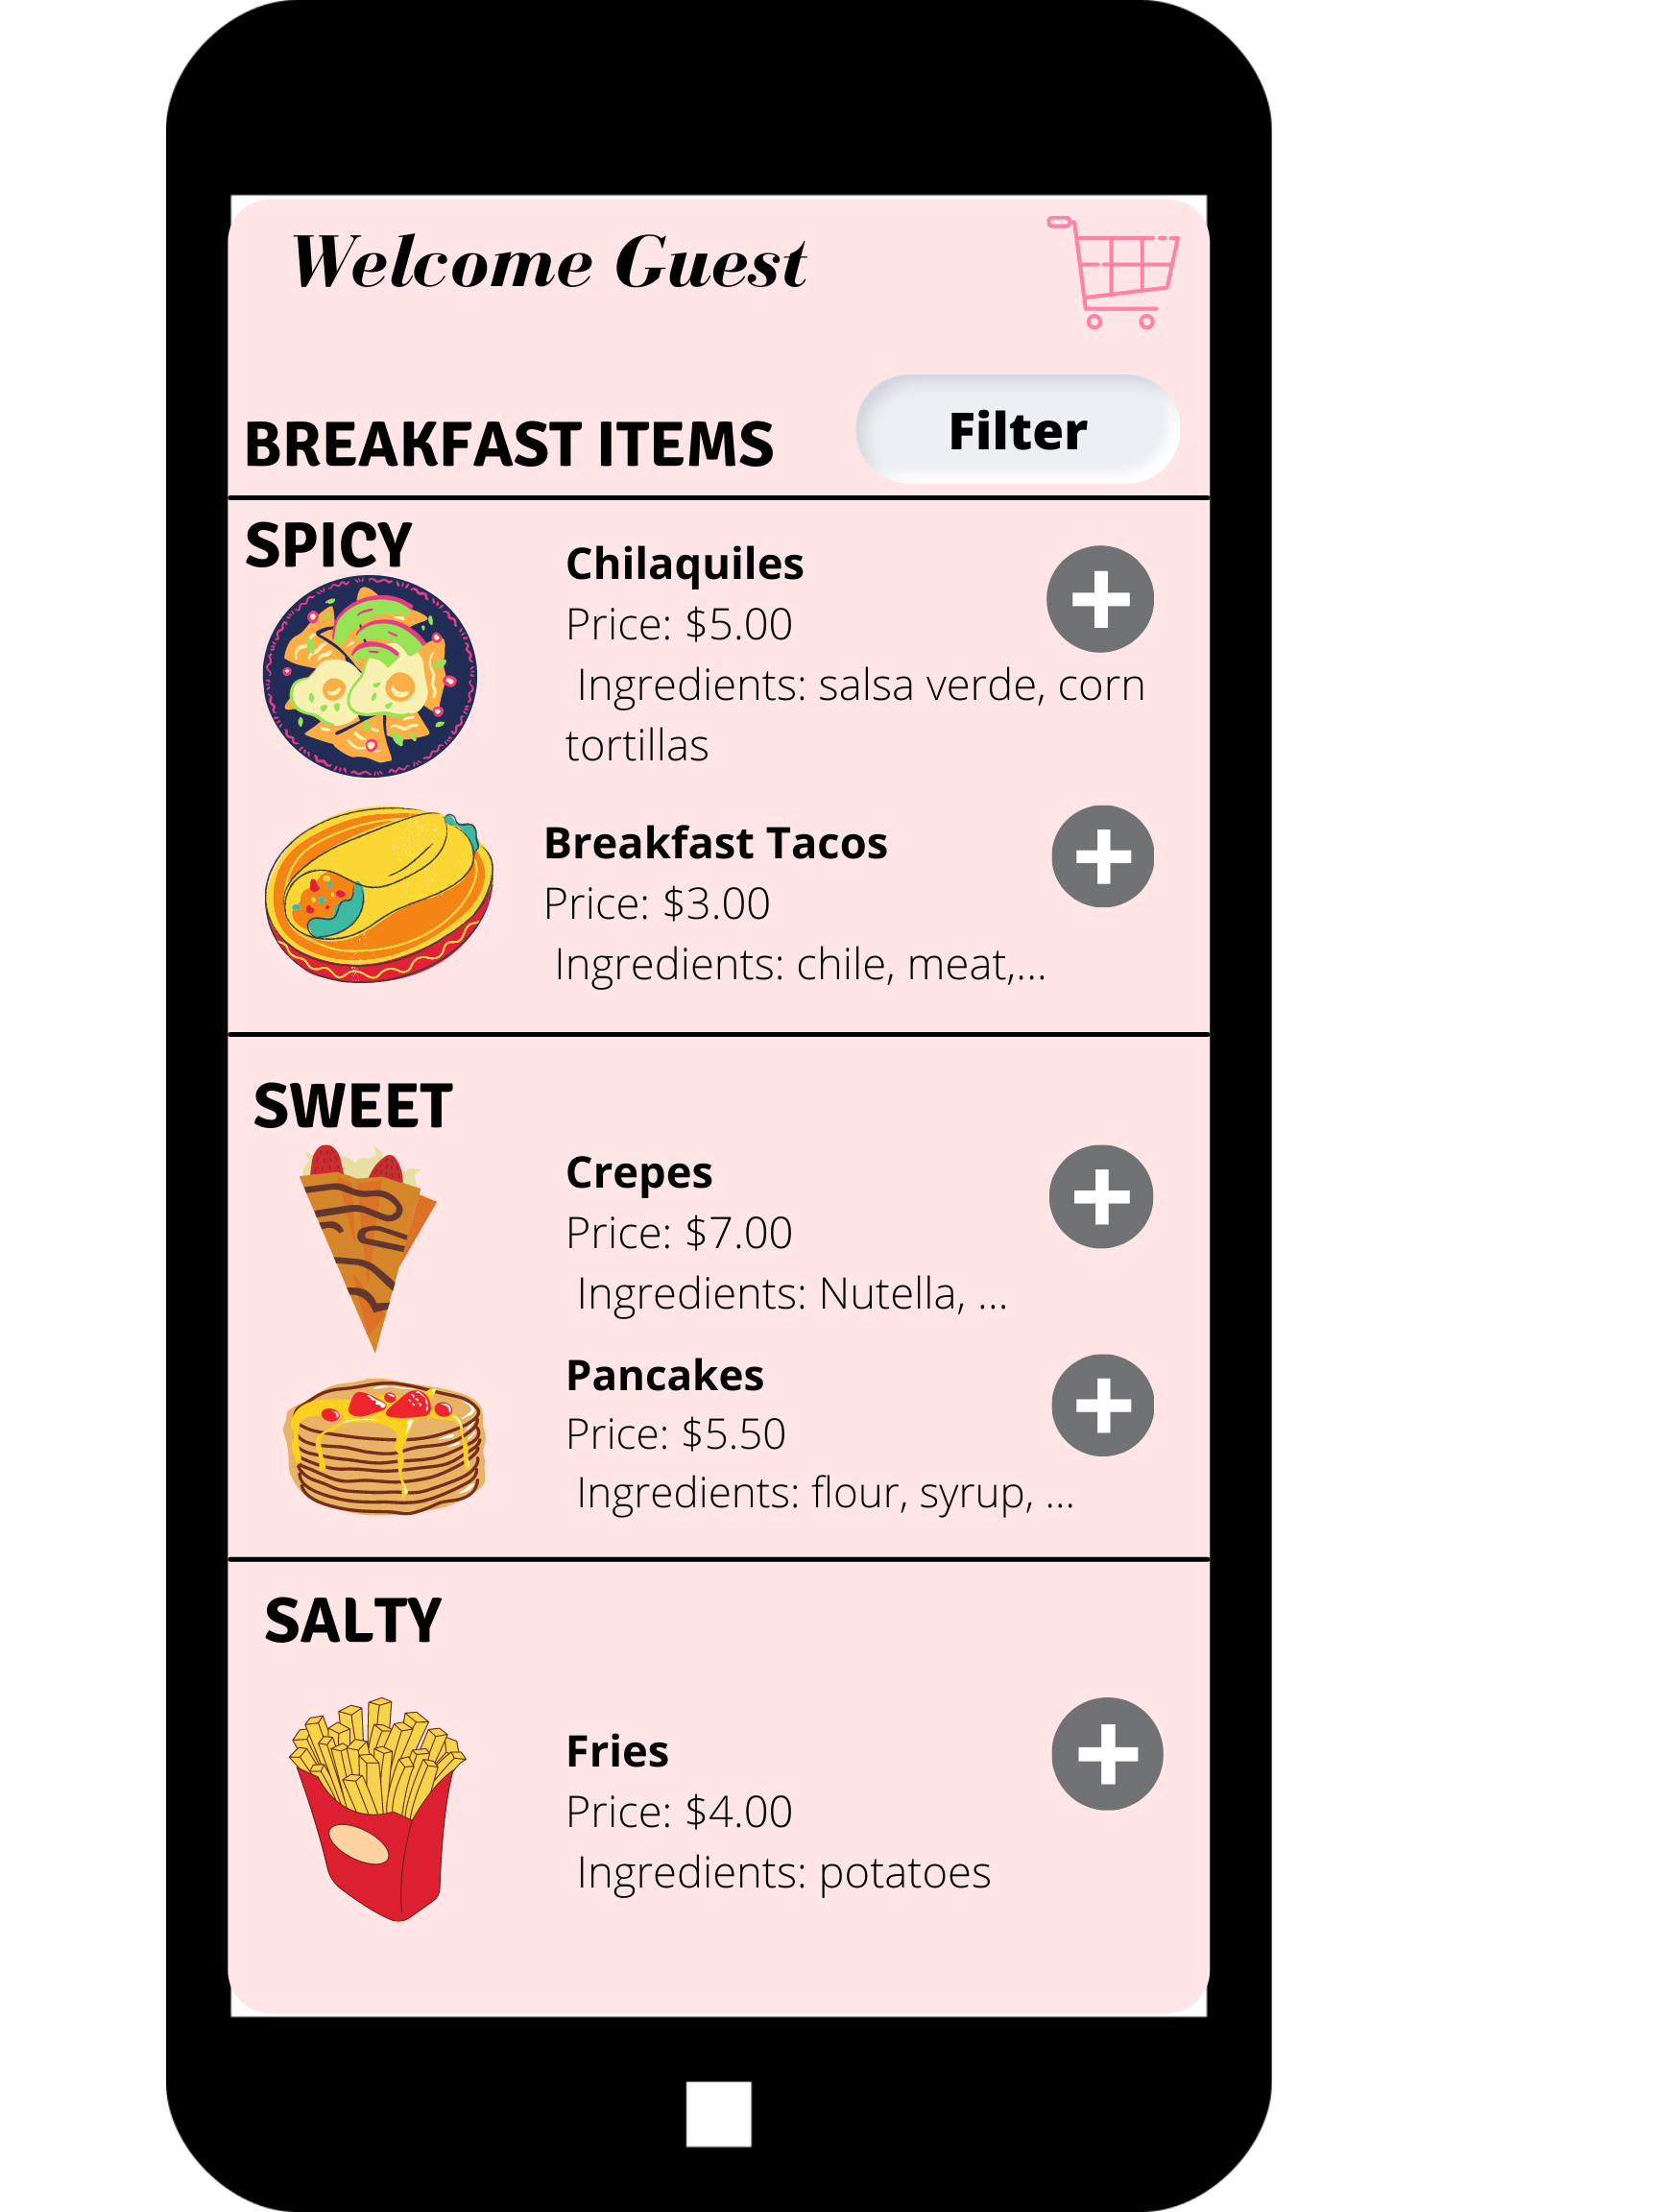 Welcome Guest
BREAKFAST ITEMS
Filter
SPICY
Chilaquiles
Price: $5.00
Ingredients: salsa verde, corn
tortillas
Breakfast Tacos
Price: $3.00
Ingredients: chile, meat,...
SWEET
Crepes
Price: $7.00
Ingredients: Nutella, ...
Pancakes
Price: $5.50
Ingredients: flour, syrup, ...
SALTY
Fries
Price: $4.00
Ingredients: potatoes